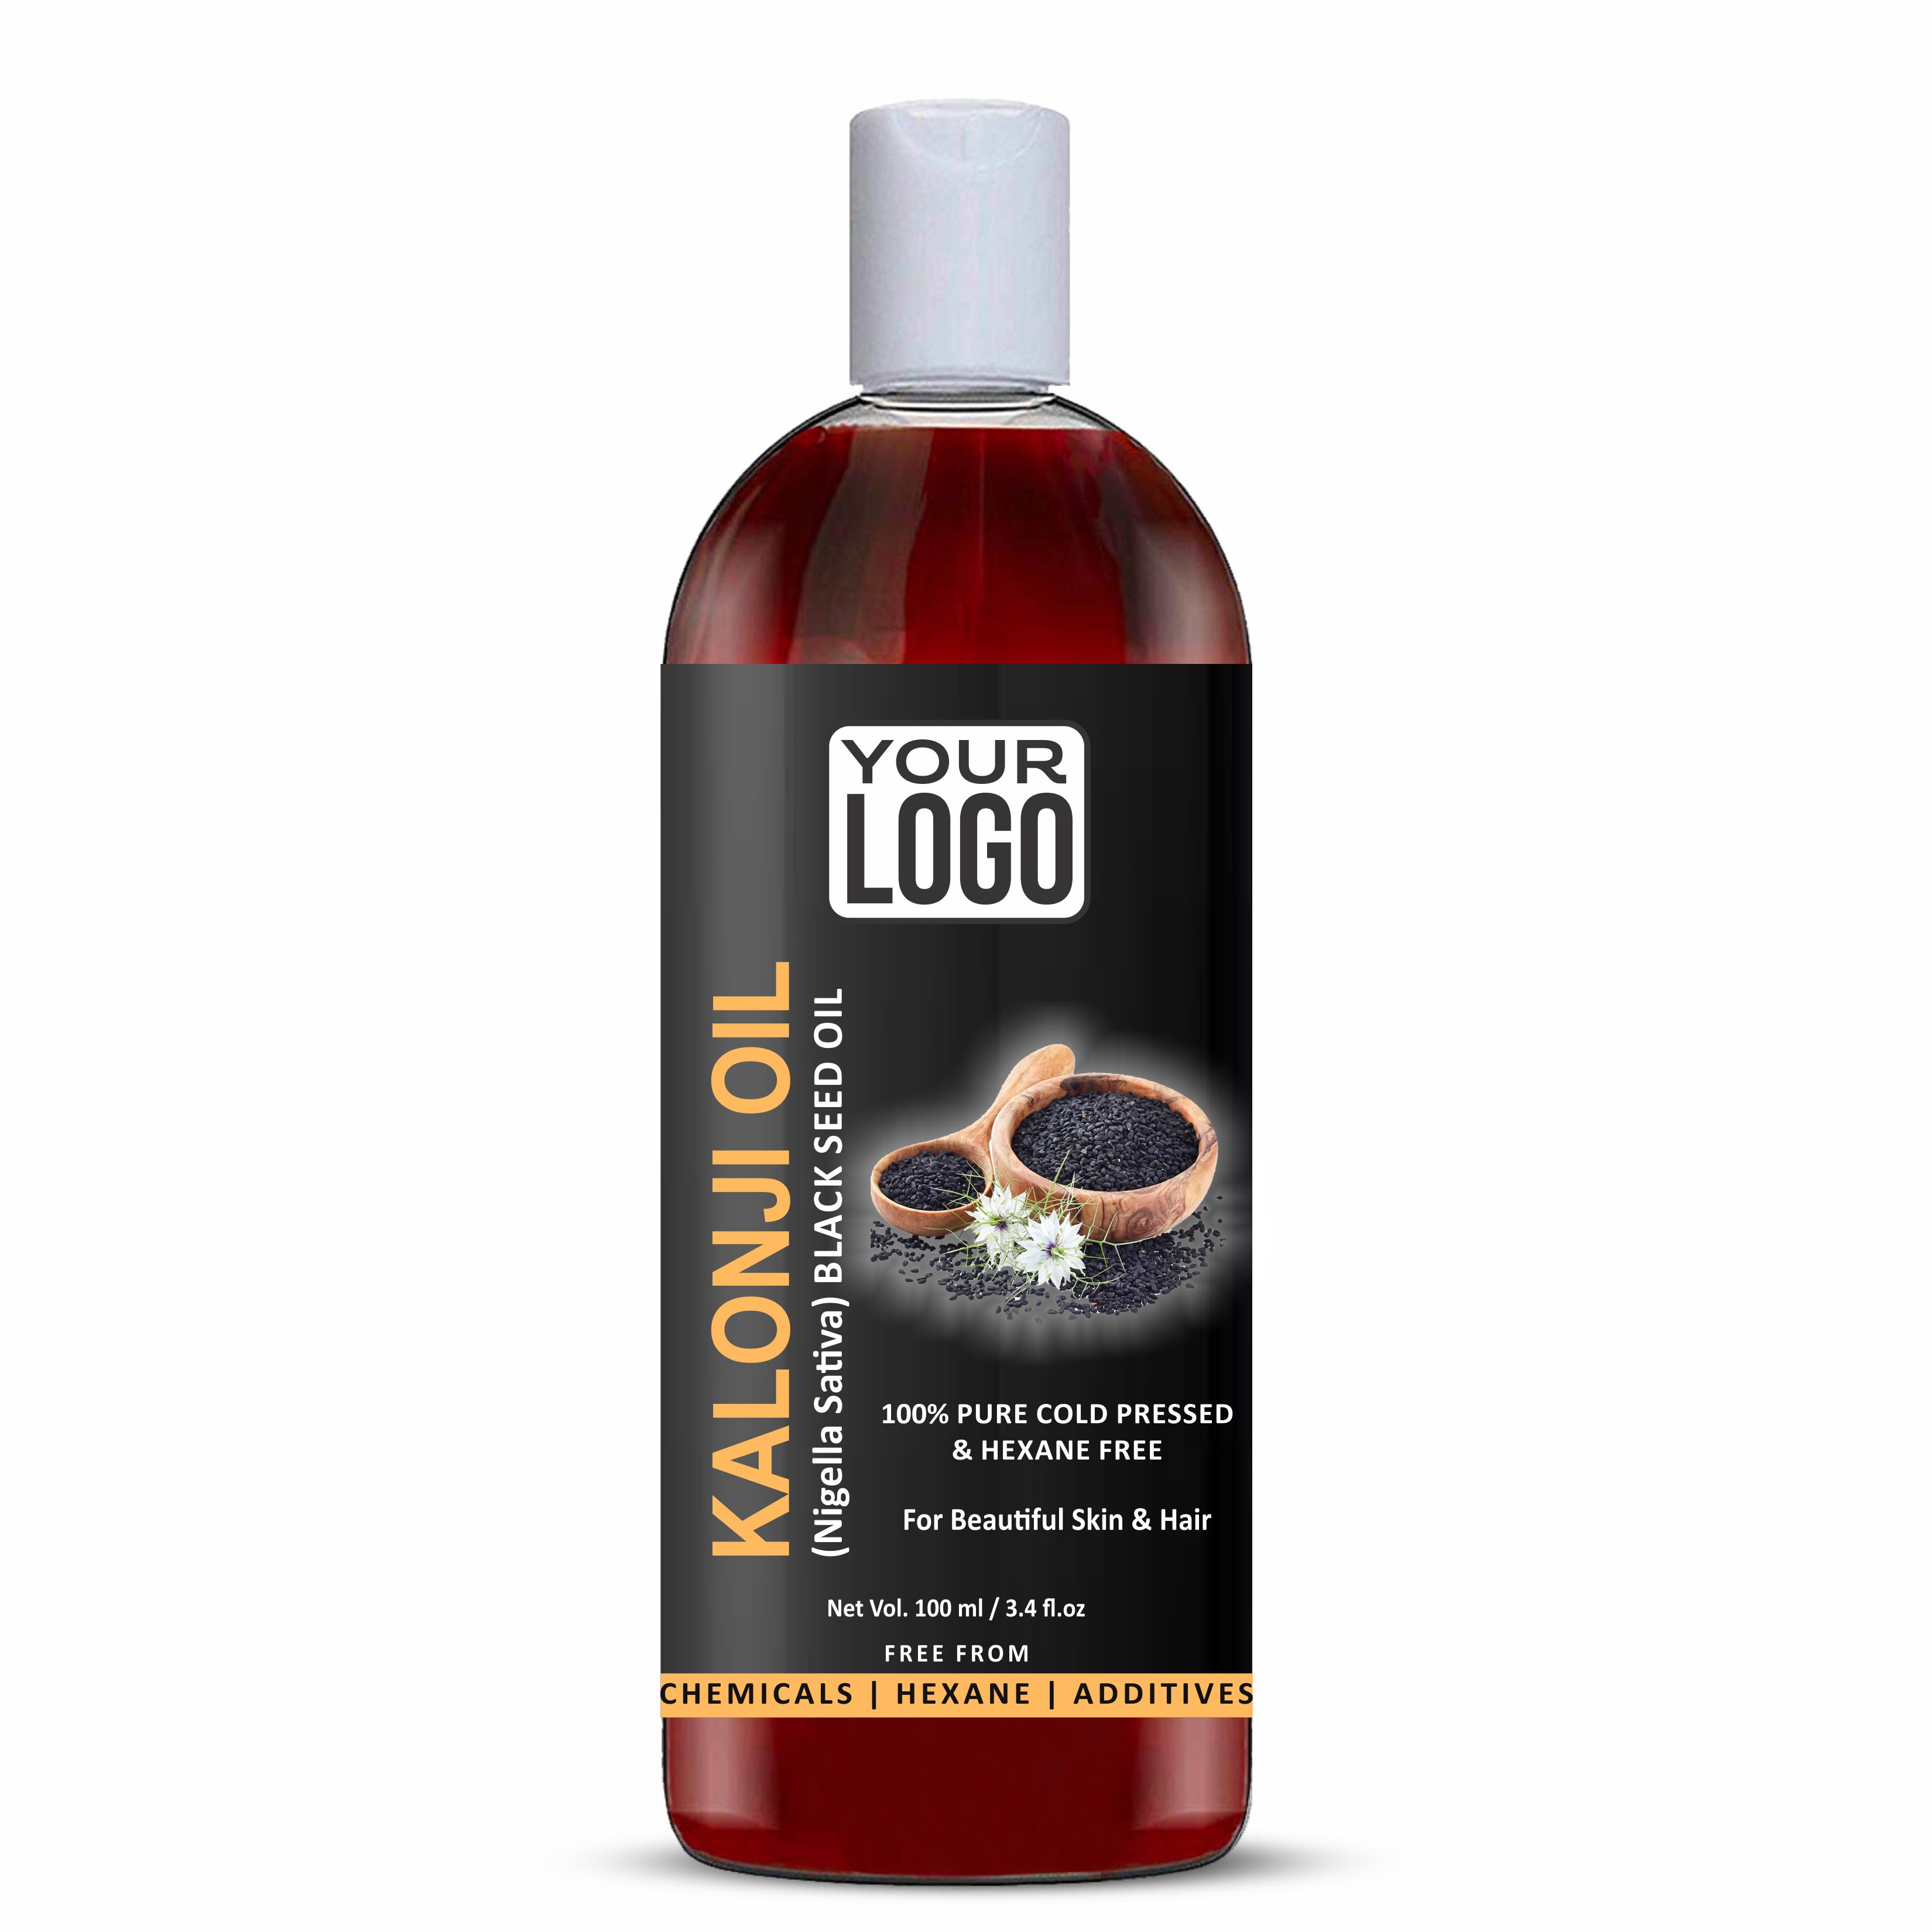 YOUR
LOGO
KALONJI OIL
(Nigella Sativa) BLACK SEED OIL
100% PURE COLD PRESSED
& HEXANE FREE
For Beautiful Skin & Hair
Net Vol. 100 ml / 3.4 fl.oz
FREE FROM
CHEMICALS | HEXANE | ADDITIVES